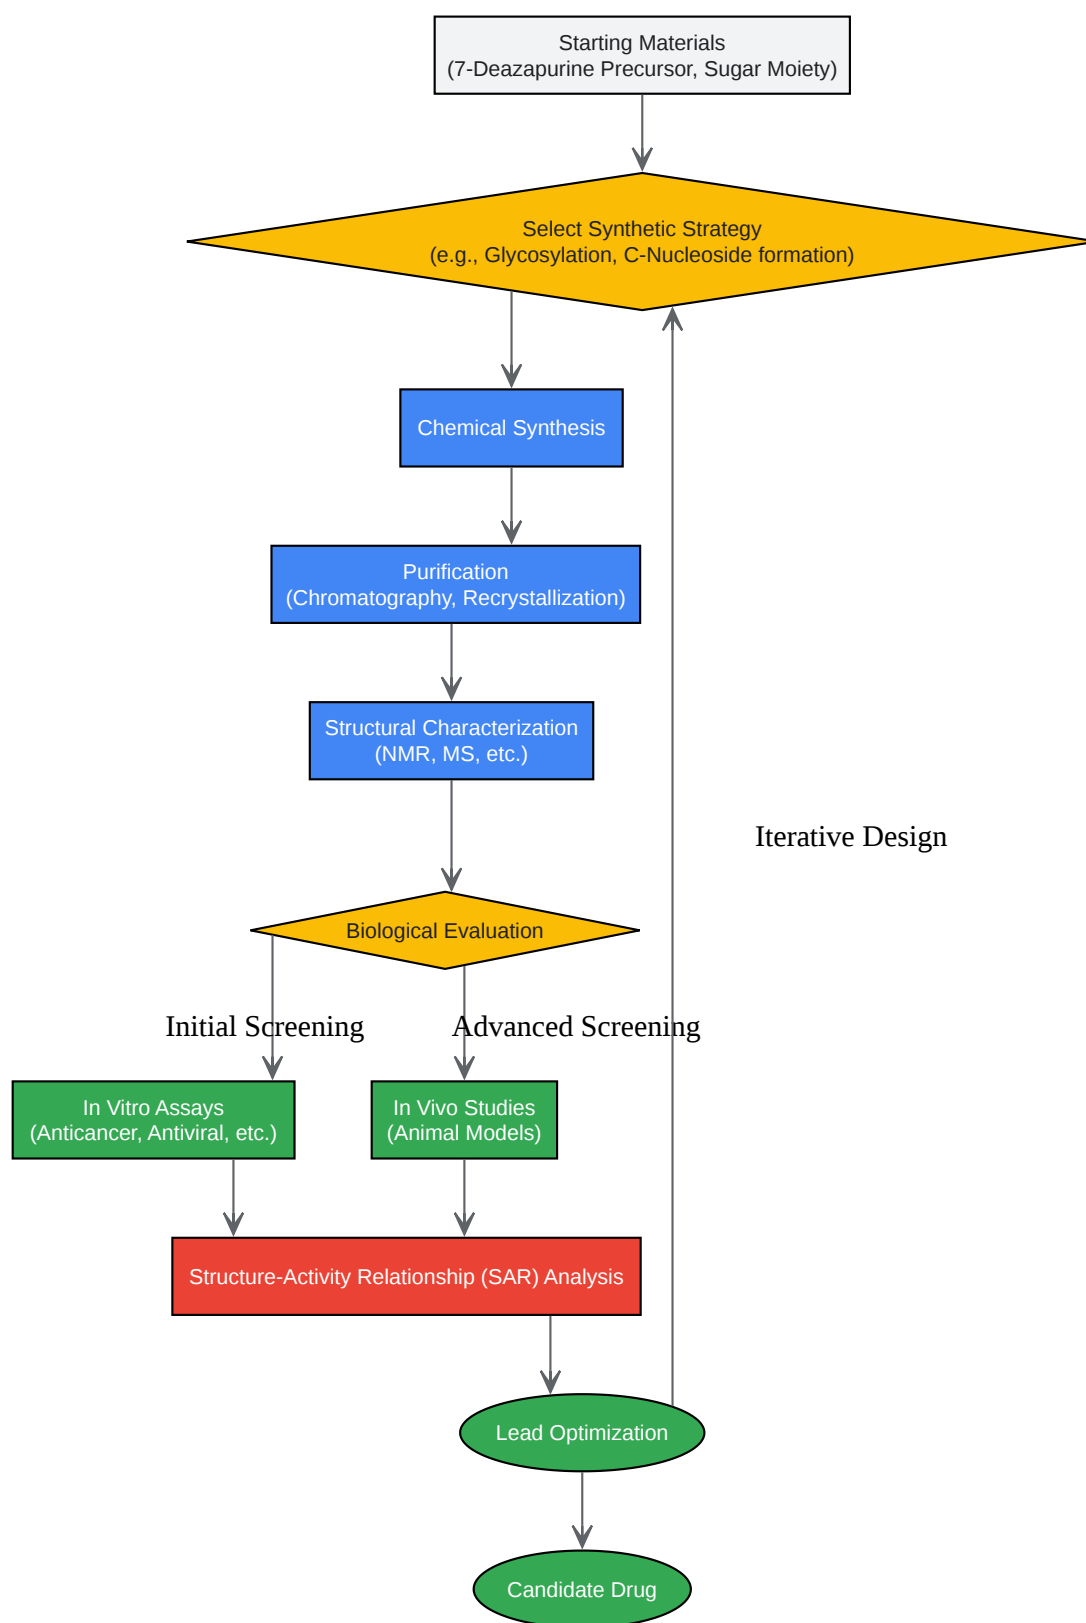 Starting Materials
(7-Deazapurine Precursor, Sugar Moiety)
Select Synthetic Strategy
(e.g., Glycosylation, C-Nucleoside formation)
Chemical Synthesis
Purification
(Chromatography, Recrystallization)
Structural Characterization
(NMR, MS, etc.)
Iterative Design
Biological Evaluation
Initial Screening
Advanced Screening
In Vitro Assays
(Anticancer, Antiviral, etc.)
In Vivo Studies
(Animal Models)
Structure-Activity Relationship (SAR) Analysis
Lead Optimization
Candidate Drug